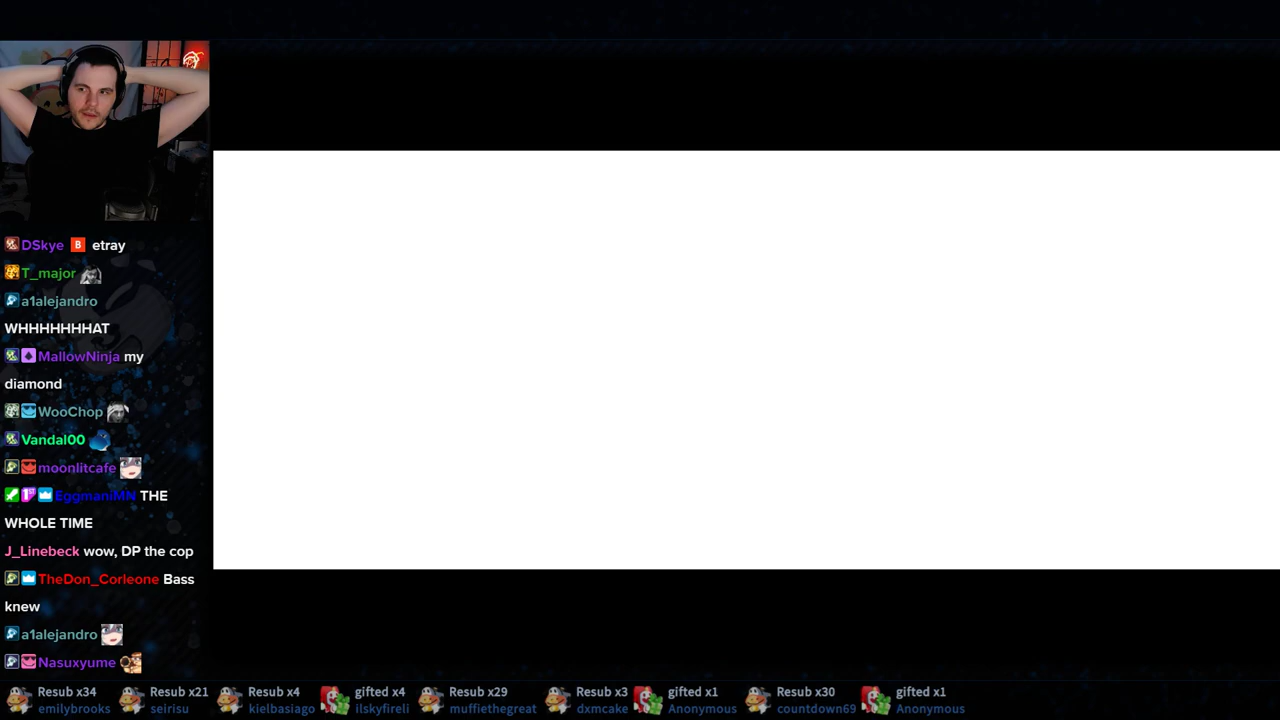 DSkye B etray
T_major
a1alejandro
WHHHHHHHAT
MallowNinja my
diamond
WooChop
Vandal00
moonlitcafe
EggmaniMN THE
WHOLE TIME
J_Linebeck wow, DP the cop
TheDon_Corleone Bass
knew
a1alejandro
Nasuxyume
Resub x34
emilybrooks
Resub x21
seirisu
Resub x4
kielbasiago
gifted x4
ilskyfireli
Resub x29
muffiethegreat
Resub x3
dxmcake
gifted x1
Anonymous
Resub x30
countdown69
gifted x1
Anonymous